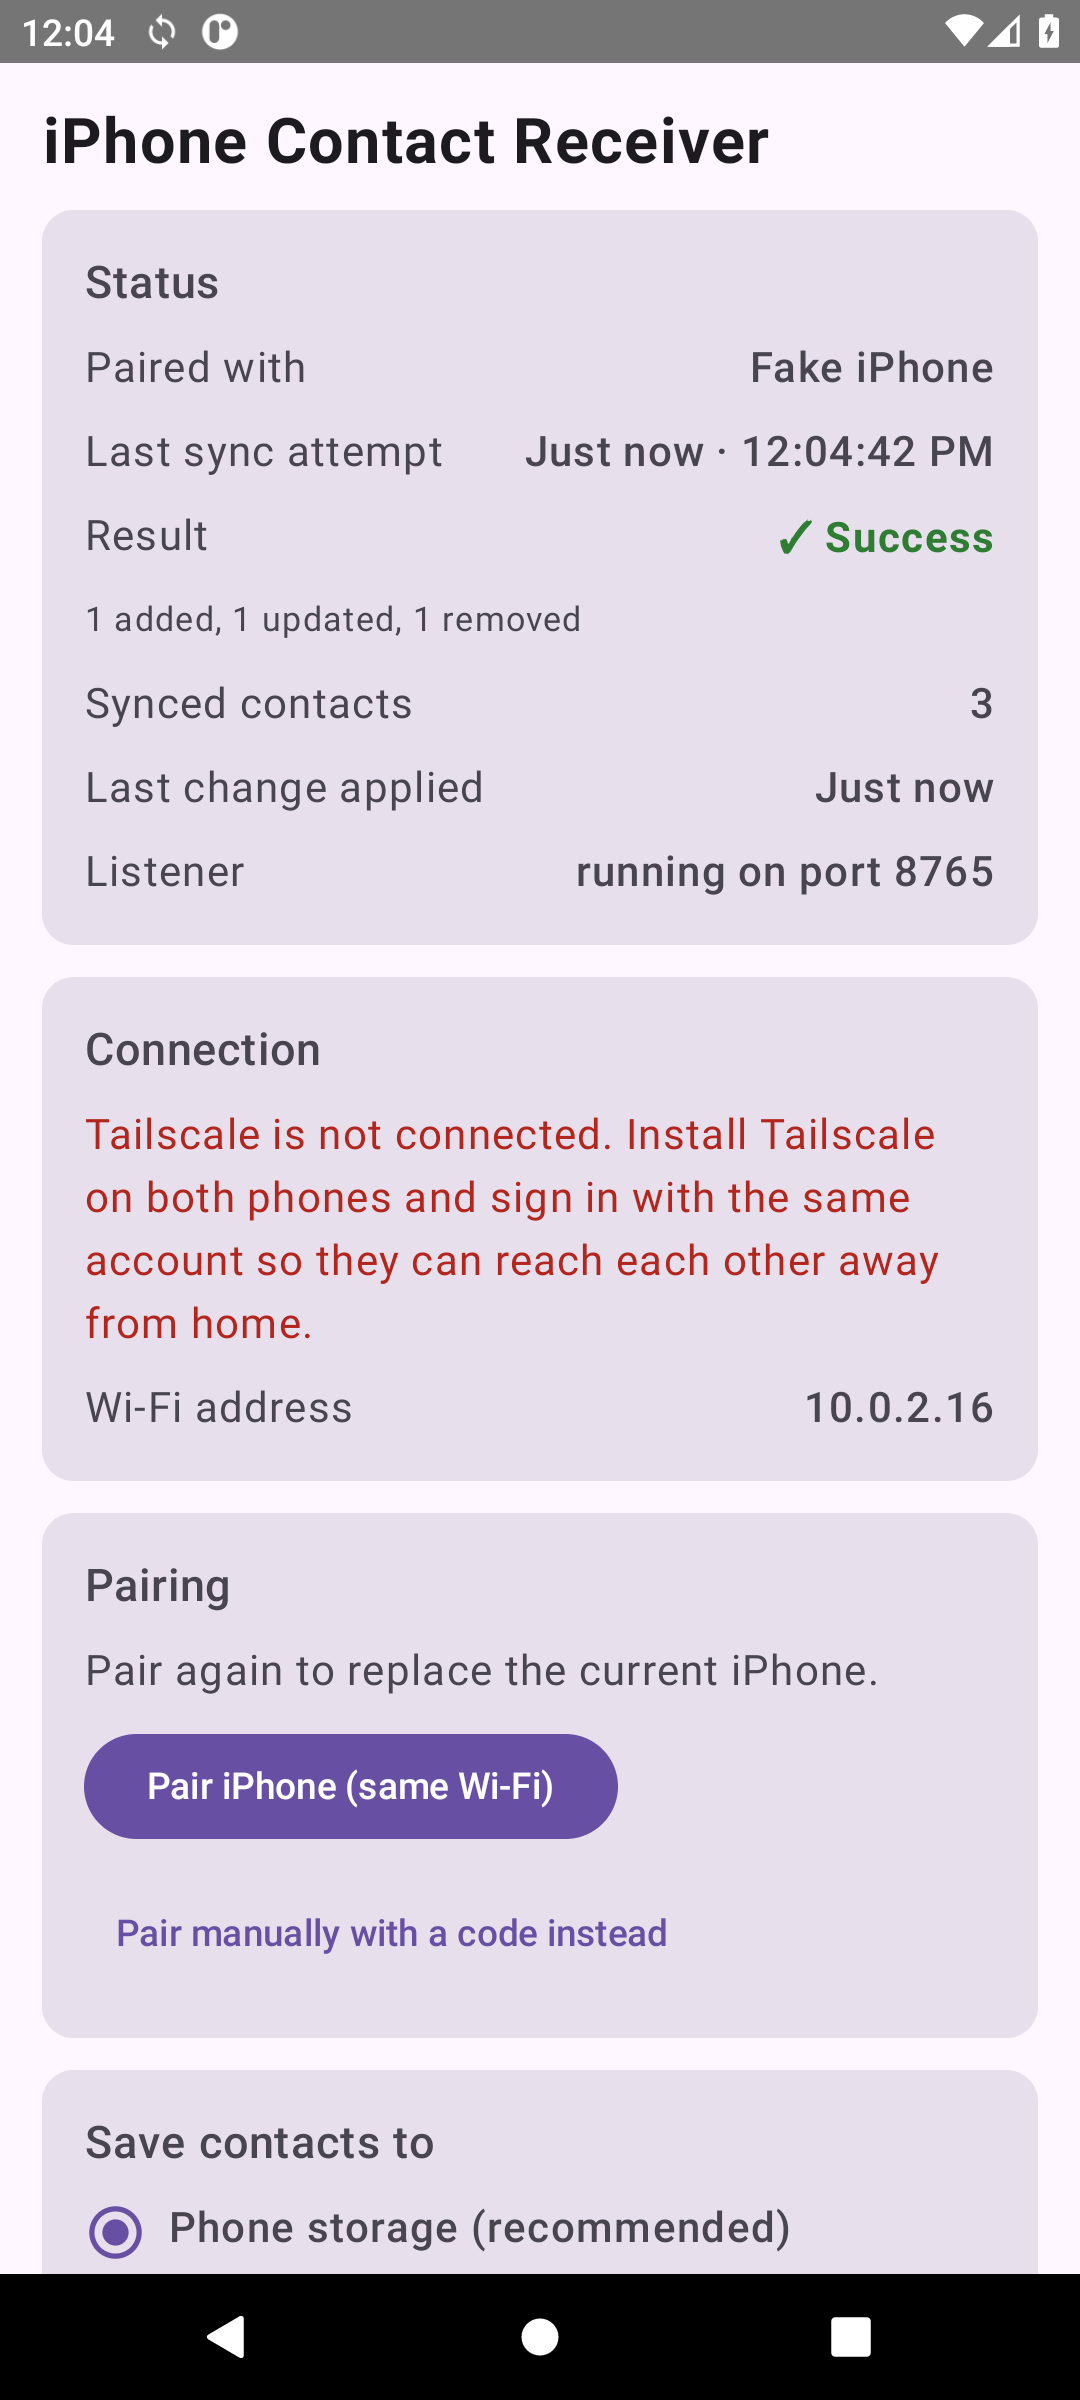 12:04
iPhone Contact Receiver
Status
Paired with Fake iPhone
Last sync attempt Just now · 12:04:42 PM
Result ✓ Success
1 added, 1 updated, 1 removed
Synced contacts 3
Last change applied Just now
Listener running on port 8765
Connection
Tailscale is not connected. Install Tailscale
on both phones and sign in with the same
account so they can reach each other away
from home.
Wi-Fi address 10.0.2.16
Pairing
Pair again to replace the current iPhone.
Pair iPhone (same Wi-Fi)
Pair manually with a code instead
Save contacts to
Phone storage (recommended)